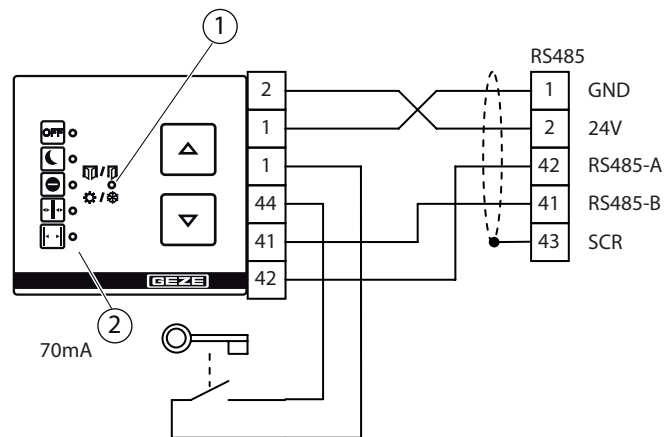 1
RS485
2 1 GND
1 2 24V
OFF
1 42 RS485-A
44 41 RS485-B
41 43 SCR
42
GEZE
2
70mA